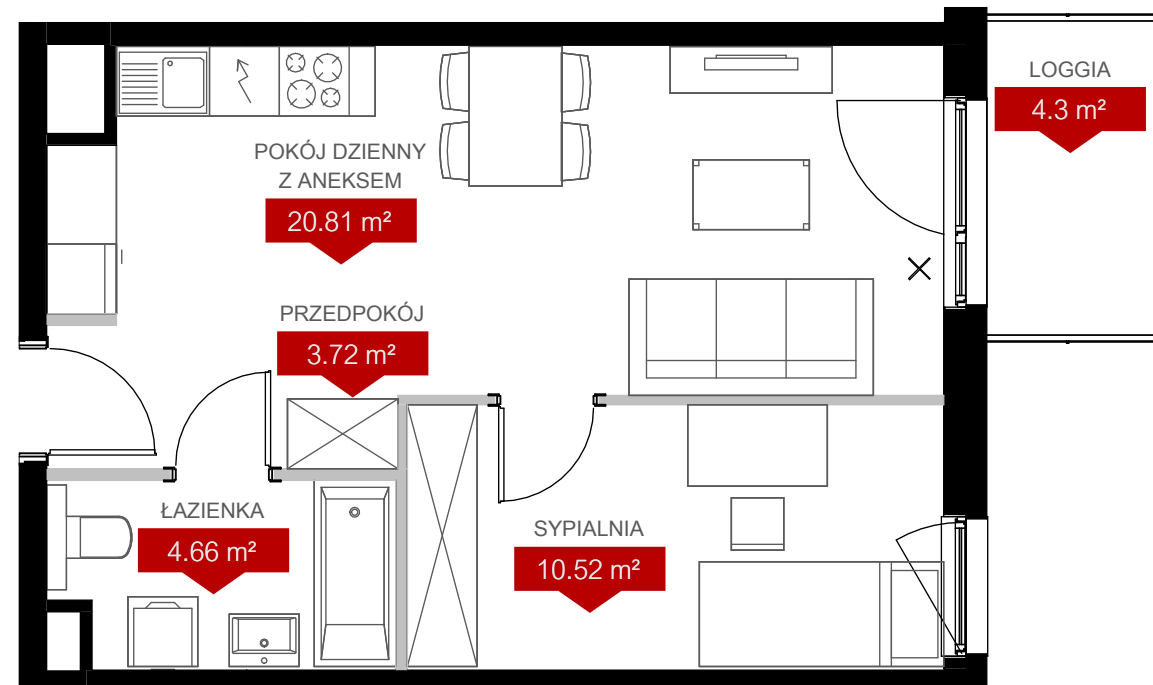 LOGGIA
4.3 m²
POKÓJ DZIENNY
Z ANEKSEM
20.81 m²
PRZEDPOKÓJ
3.72 m²
ŁAZIENKA
4.66 m²
SYPIALNIA
10.52 m²